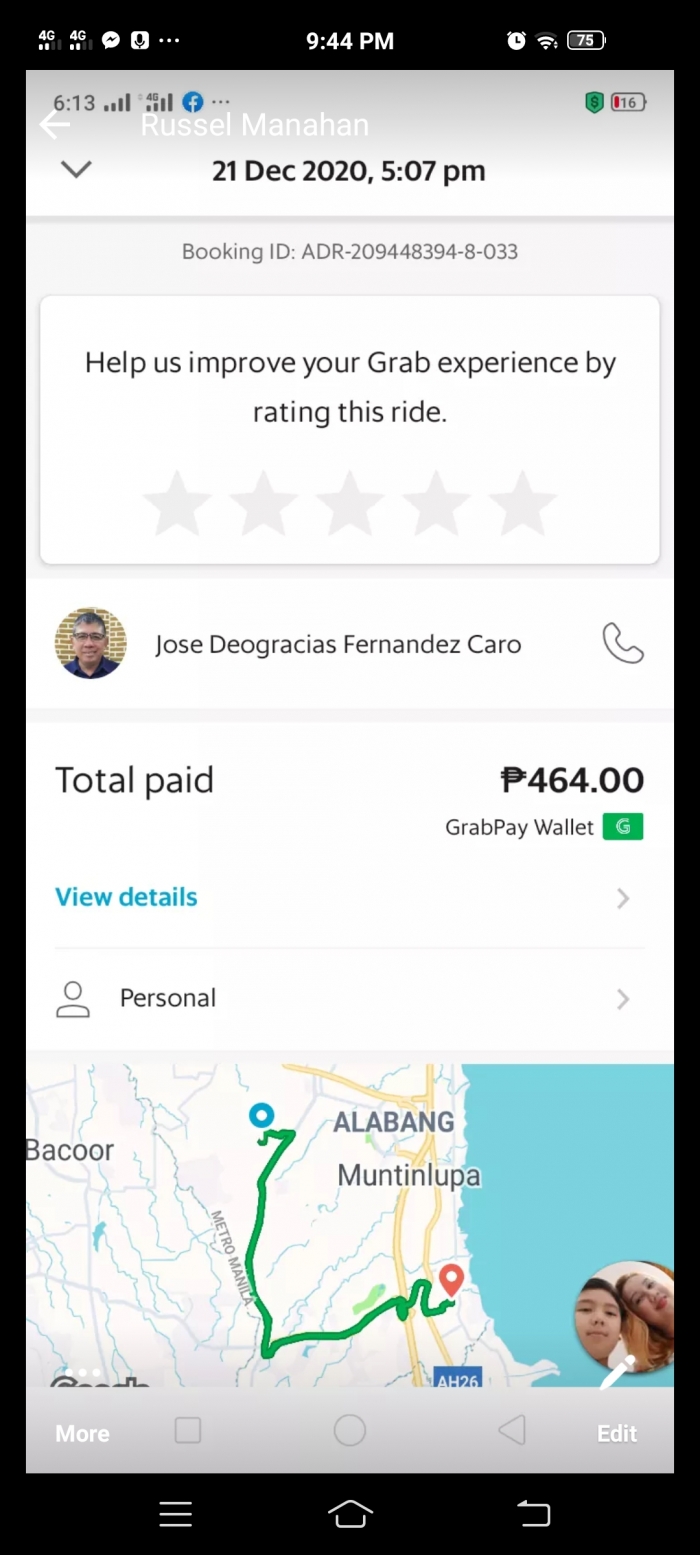 4G 4G ... 9:44 PM 75
6:13 4G ... 16
Russel Manahan
21 Dec 2020, 5:07 pm
Booking ID: ADR-209448394-8-033
Help us improve your Grab experience by
rating this ride.
Jose Deogracias Fernandez Caro
Total paid ₱464.00
GrabPay Wallet G
View details
Personal
ALABANG
Bacoor
Muntinlupa
METRO MANILA
AH26
More Edit